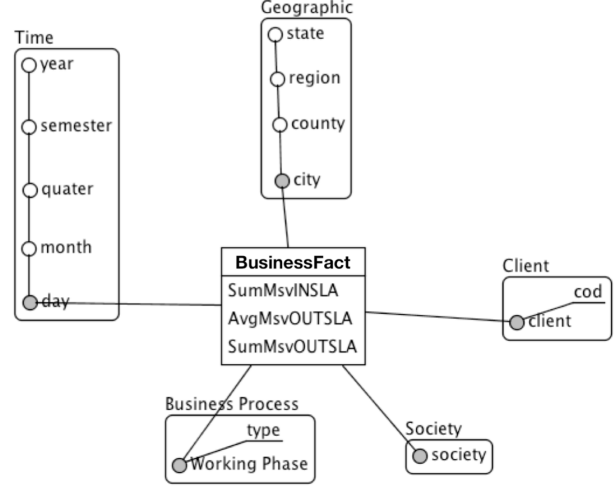 Geographic
state
region
county
city
Time
year
semester
quater
month
day
BusinessFact
SumMsvINSLA
AvgMsvOUTSLA
SumMsvOUTSLA
Client
cod
client
Business Process
type
Working Phase
Society
society